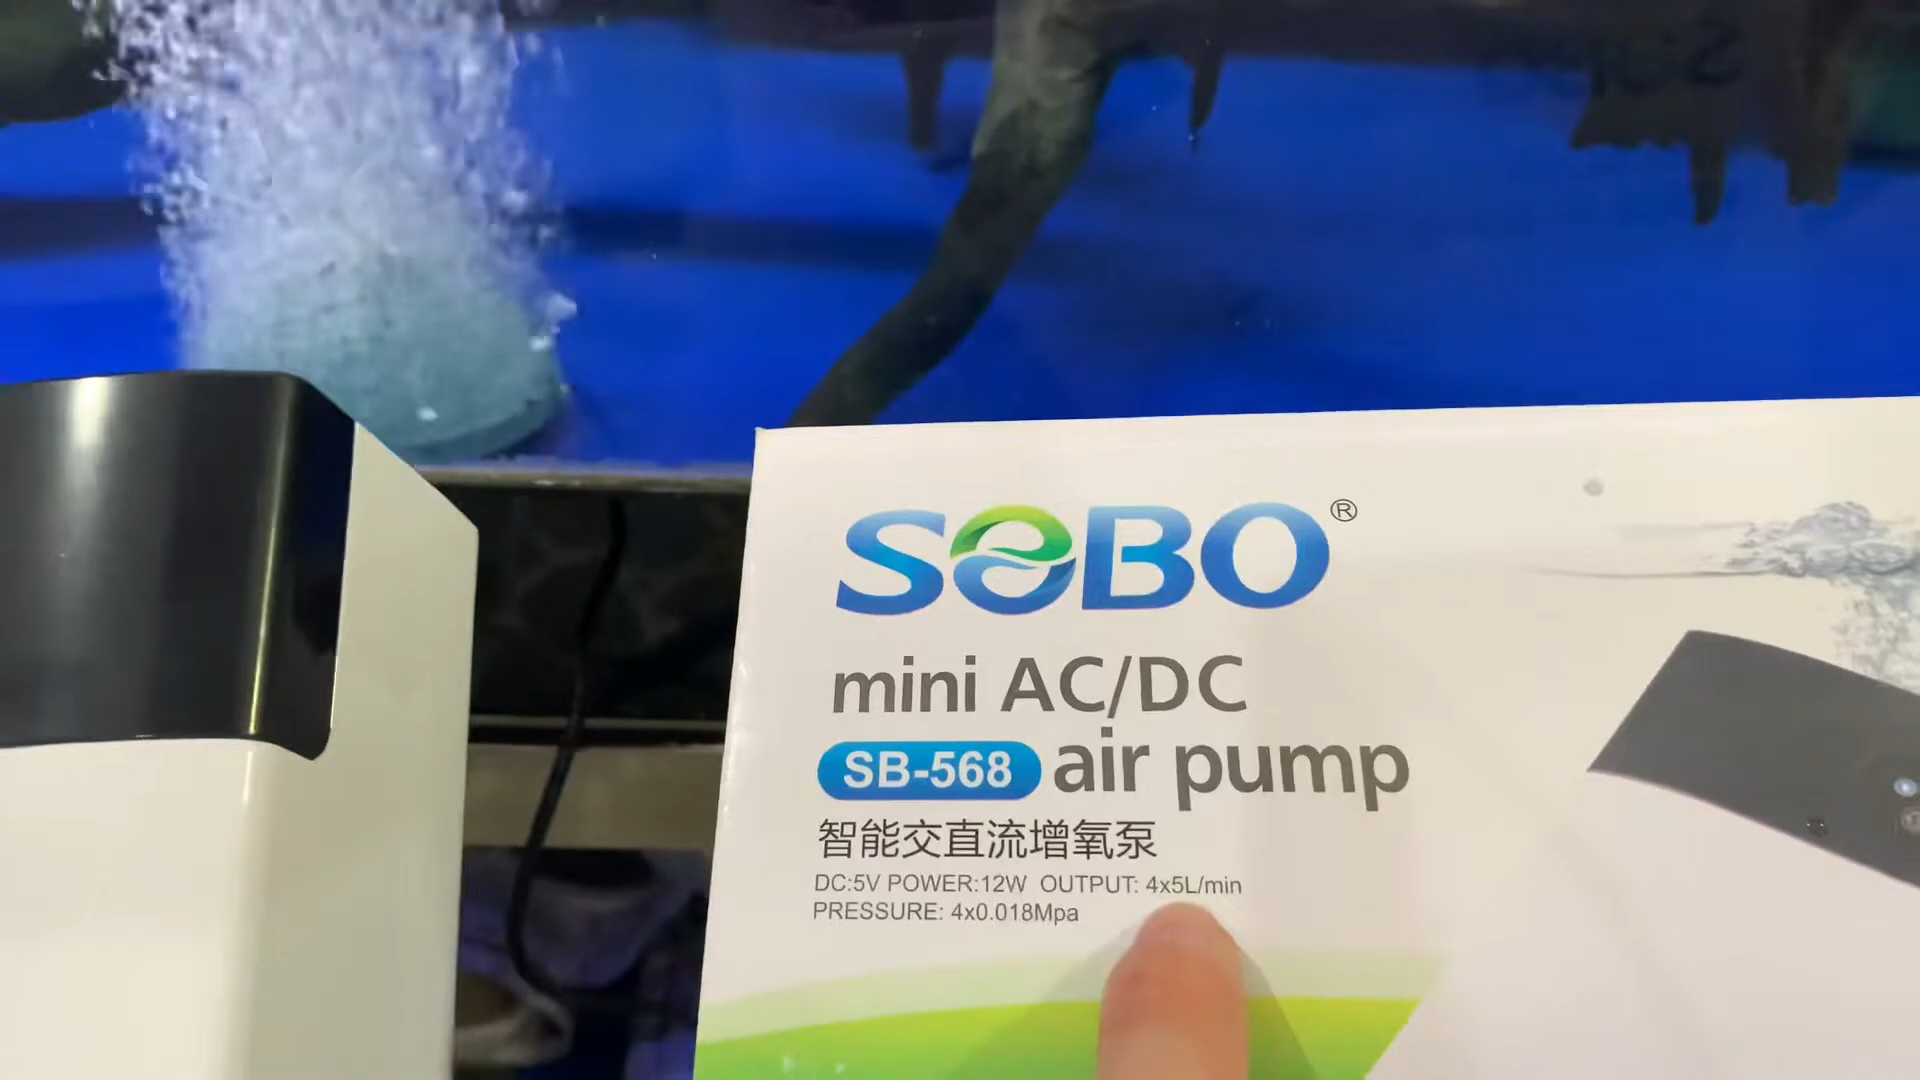 SOBO®
mini AC/DC
SB-568 air pump
智能交直流增氧泵
DC:5V POWER:12W OUTPUT: 4x5L/min
PRESSURE: 4x0.018Mpa